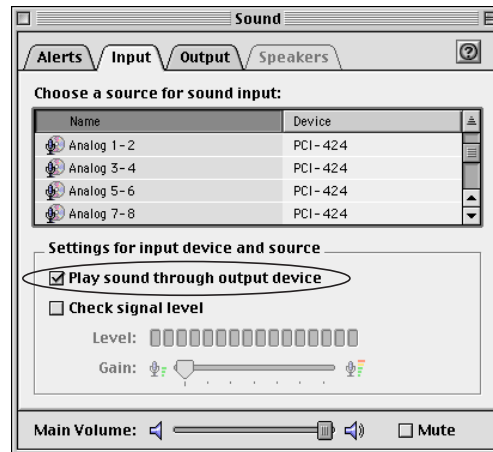 Sound
Alerts Input Output Speakers ?
Choose a source for sound input:
Name Device
Analog 1-2 PCI-424
Analog 3-4 PCI-424
Analog 5-6 PCI-424
Analog 7-8 PCI-424
Settings for input device and source
Play sound through output device
Check signal level
Level:
Gain:
Main Volume: Mute